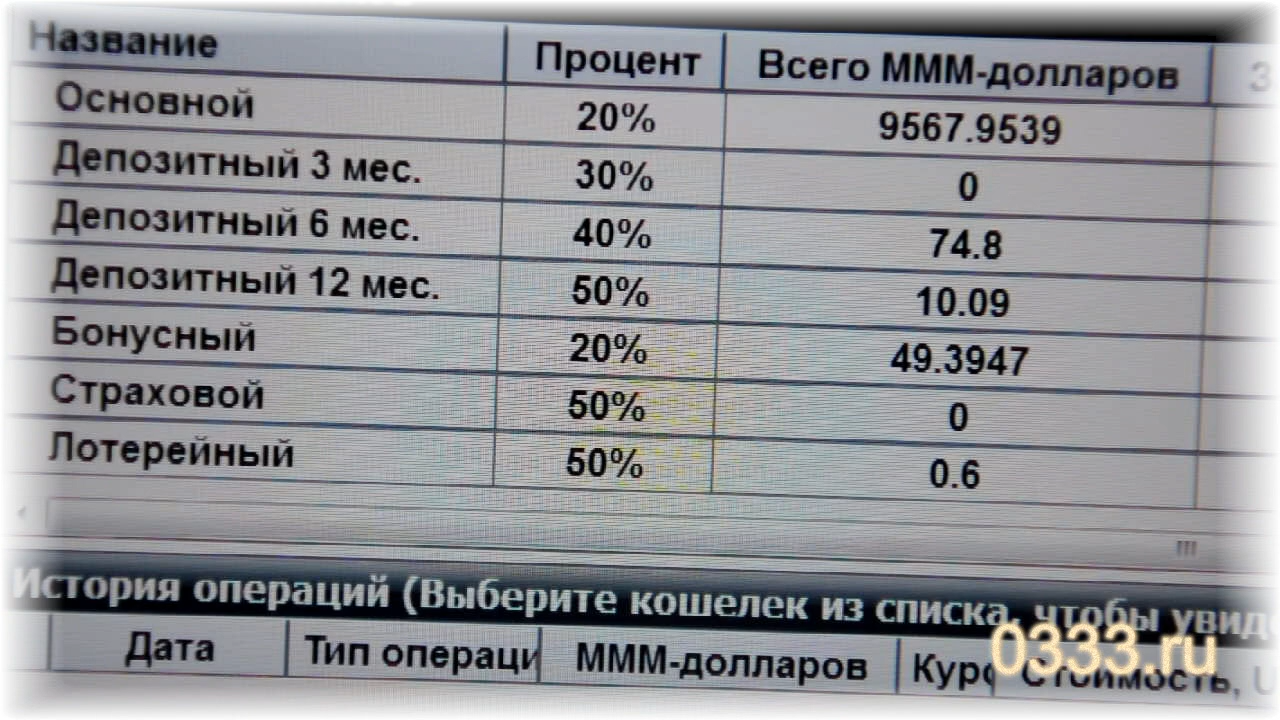 Название Процент Всего МММ-долларов
Основной 20% 9567.9539
Депозитный 3 мес. 30% 0
Депозитный 6 мес. 40% 74.8
Депозитный 12 мес. 50% 10.09
Бонусный 20% 49.3947
Страховой 50% 0
Лотерейный 50% 0.6
История операций (Выберите кошелек из списка, чтобы
Дата Тип операци МММ-долларов Курс Стоимость, U
0333.ru